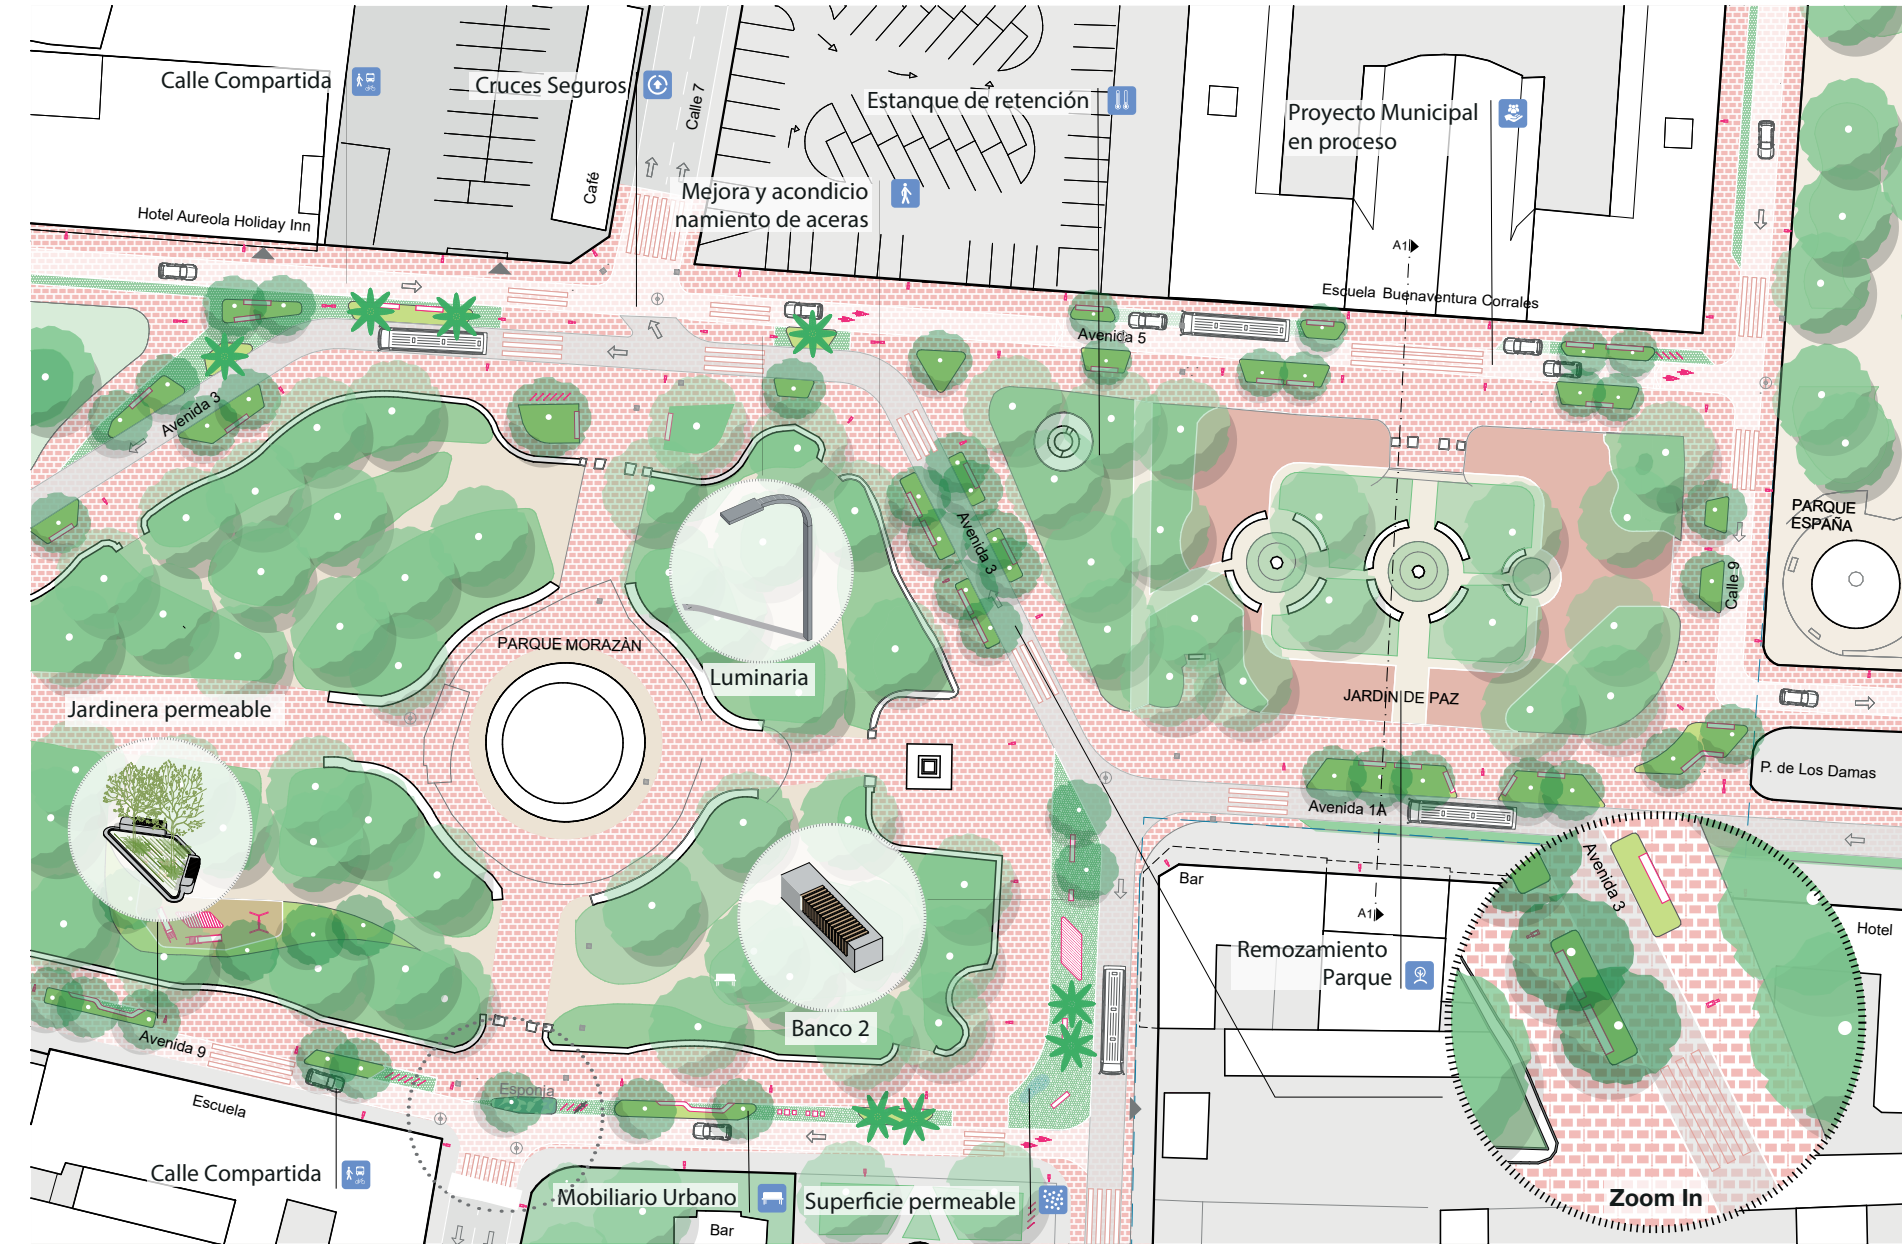 Calle Compartida
Cruces Seguros
Calle 7
Estanque de retención
Proyecto Municipal
en proceso
Café
Mejora y acondicio
namiento de aceras
Hotel Aureola Holiday Inn
A1
Escuela Buenaventura Corrales
Avenida 5
Avenida 3
Avenida 3
PARQUE
ESPAÑA
Calle 9
PARQUE MORAZÀN
Luminaria
JARDIN DE PAZ
Jardinera permeable
P. de Los Damas
Avenida 1A
Bar
A1
Avenida 3
Hotel
Remozamiento
Parque
Banco 2
Avenida 9
Esponja
Escuela
Calle Compartida
Mobiliario Urbano
Superficie permeable
Bar
Zoom In